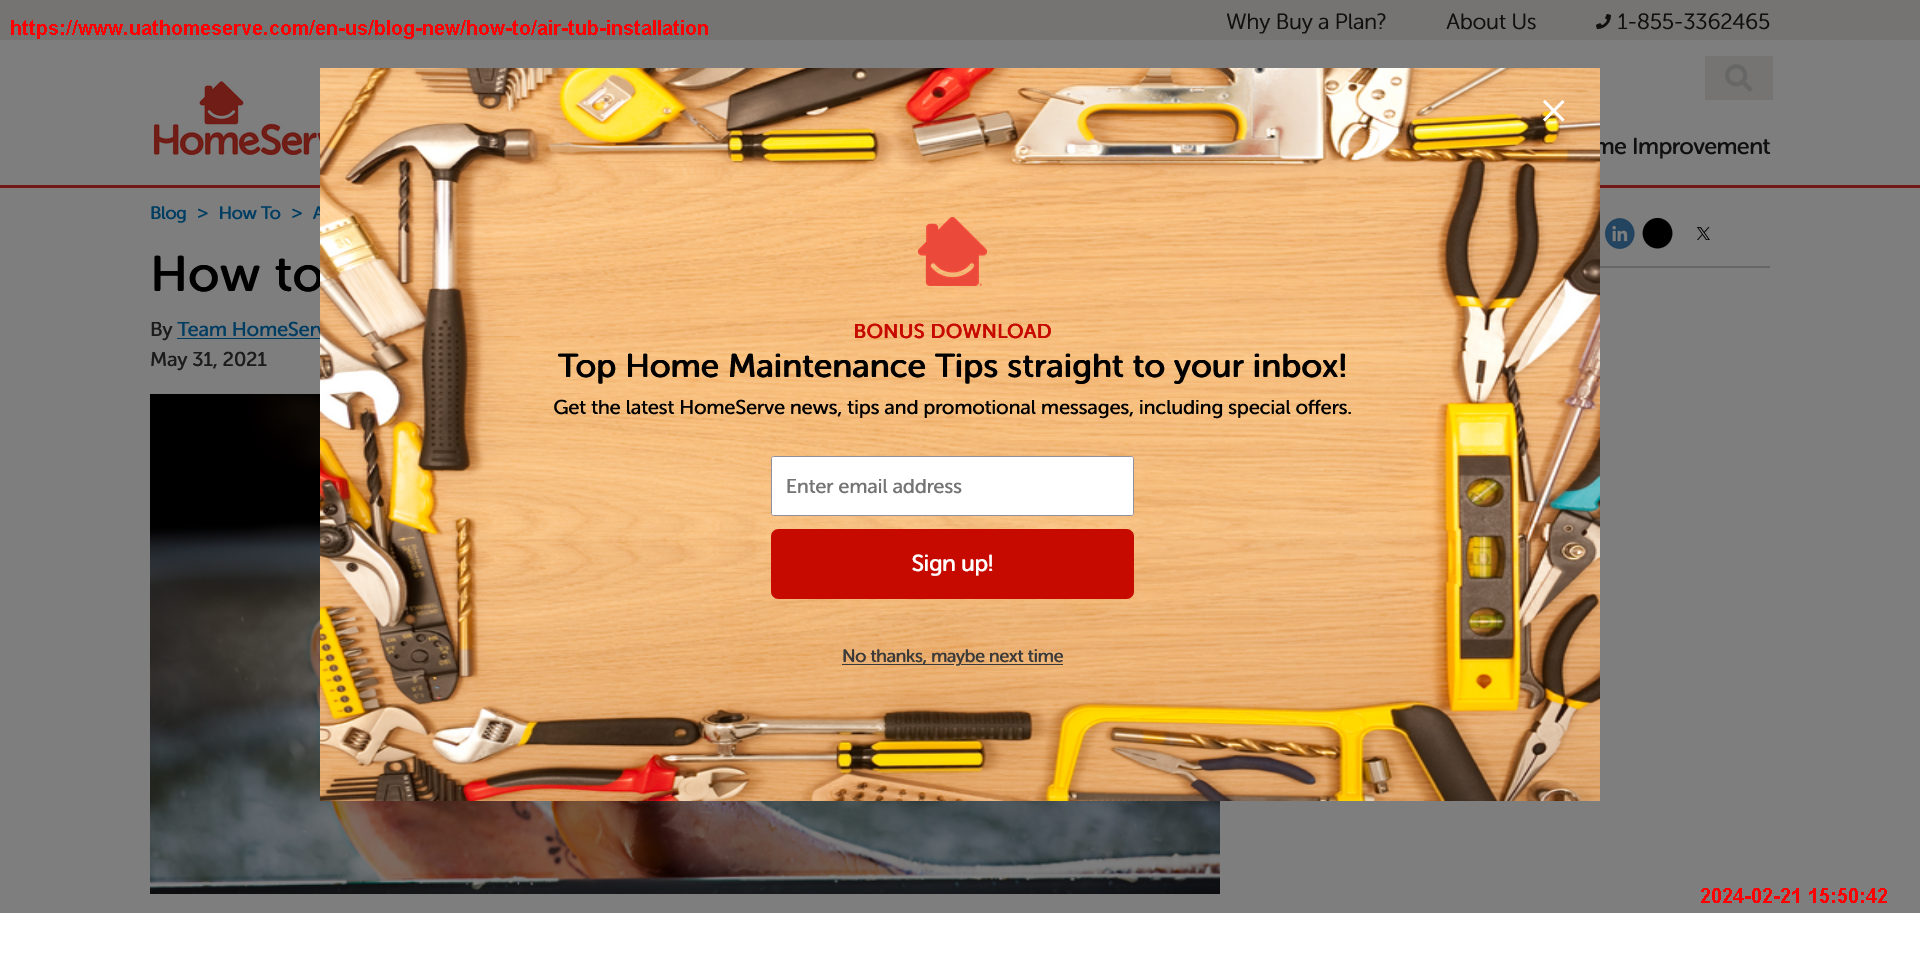 https://www.uathomeserve.com/en-us/blog-new/how-to/air-tub-installation
Why Buy a Plan?
About Us
1-855-3362465
HomeSer
me Improvement
Blog > How To > A
in
How to
By Team HomeSer
May 31, 2021
BONUS DOWNLOAD
Top Home Maintenance Tips straight to your inbox!
Get the latest HomeServe news, tips and promotional messages, including special offers.
Enter email address
Sign up!
No thanks, maybe next time
2024-02-21 15:50:42